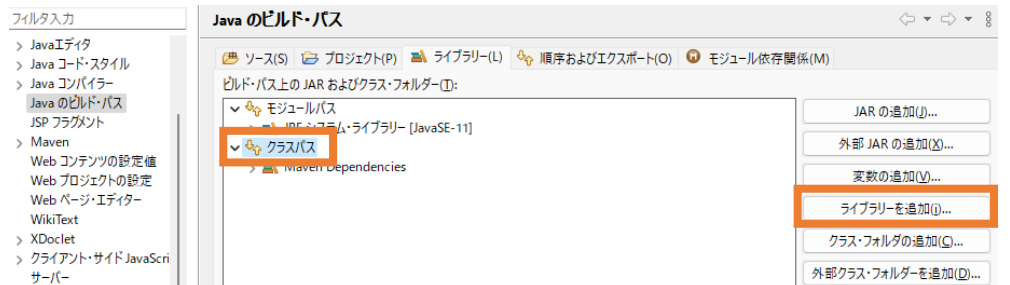 フィルタ入力
Javaエディタ
Java コード・スタイル
Java コンパイラー
Java のビルド・パス
JSP フラグメント
Maven
Web コンテンツの設定値
Web プロジェクトの設定
Web ページ・エディター
WikiText
XDoclet
クライアント・サイド JavaScri
サーバー
Java のビルド・パス
ソース(S) プロジェクト(P) ライブラリー(L) 順序およびエクスポート(O) モジュール依存関係(M)
ビルド・パス上の JAR およびクラス・フォルダー(T):
モジュールパス
JRE システム・ライブラリー [JavaSE-11]
クラスパス
Maven Dependencies
JAR の追加(J)...
外部 JAR の追加(X)...
変数の追加(V)...
ライブラリーを追加(i)...
クラス・フォルダの追加(C)...
外部クラス・フォルダーを追加(D)...